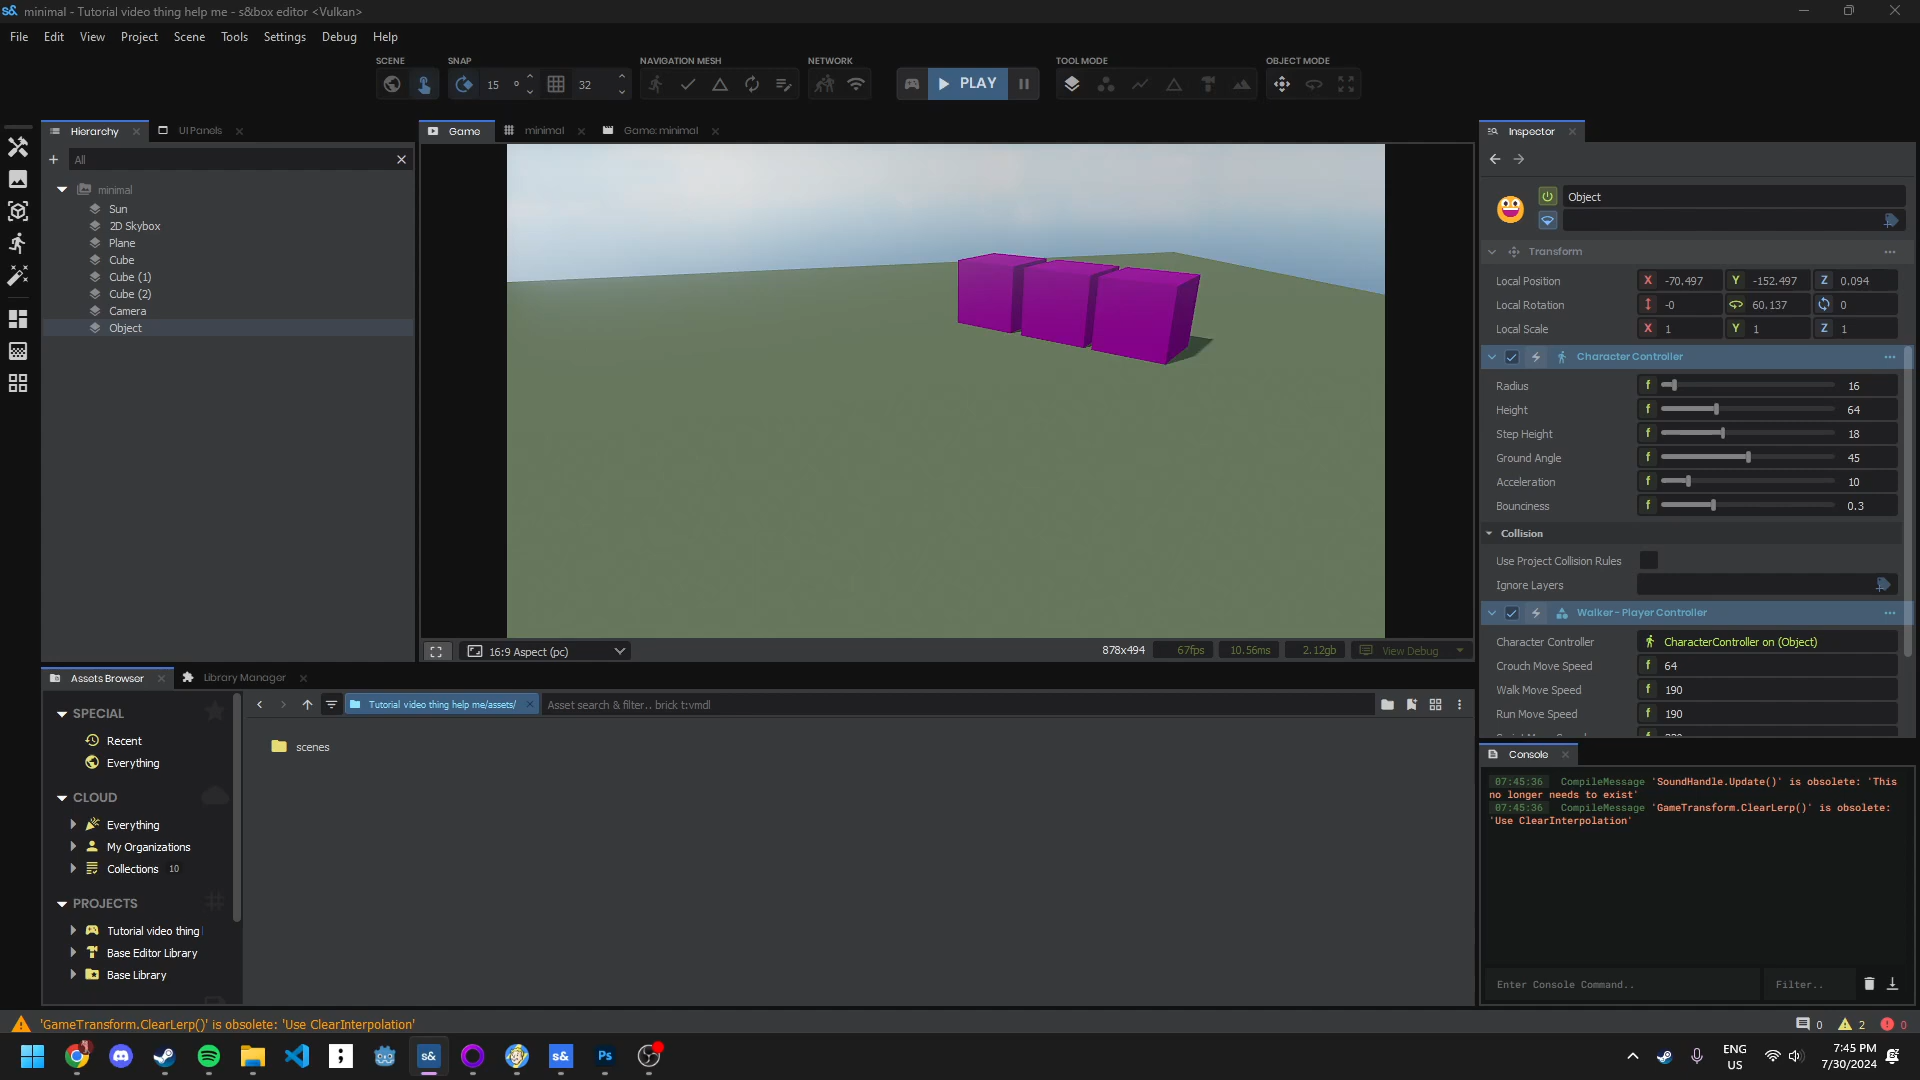 minimal - Tutorial video thing help me - s&box editor <Vulkan>
File Edit View Project Scene Tools Settings Debug Help
SCENE SNAP NAVIGATION MESH NETWORK TOOL MODE OBJECT MODE
15 ° 32 PLAY
Hierarchy UI Panels Game minimal Game: minimal Inspector
All
minimal
Sun
2D Skybox
Plane
Cube
Cube (1)
Cube (2)
Camera
Object
16:9 Aspect (pc) 878x494 67fps 10.56ms 2.12gb View Debug
Object
Transform
Local Position X -70.497 Y -152.497 Z 0.094
Local Rotation -0 60.137 0
Local Scale X 1 Y 1 Z 1
Character Controller
Radius f 16
Height f 64
Step Height f 18
Ground Angle f 45
Acceleration f 10
Bounciness f 0.3
Collision
Use Project Collision Rules
Ignore Layers
Walker - Player Controller
Character Controller CharacterController on (Object)
Crouch Move Speed f 64
Walk Move Speed f 190
Run Move Speed f 190
Assets Browser Library Manager
SPECIAL
Recent
Everything
CLOUD
Everything
My Organizations
Collections 10
PROJECTS
Tutorial video thing
Base Editor Library
Base Library
Tutorial video thing help me/assets/ Asset search & filter.. brick t:vmdl
scenes
Console
07:45:36 CompileMessage 'SoundHandle.Update()' is obsolete: 'This
no longer needs to exist'
07:45:36 CompileMessage 'GameTransform.ClearLerp()' is obsolete:
'Use ClearInterpolation'
Enter Console Command.. Filter..
'GameTransform.ClearLerp()' is obsolete: 'Use ClearInterpolation' 0 2 0
s& s& Ps
ENG
US
7:45 PM
7/30/2024